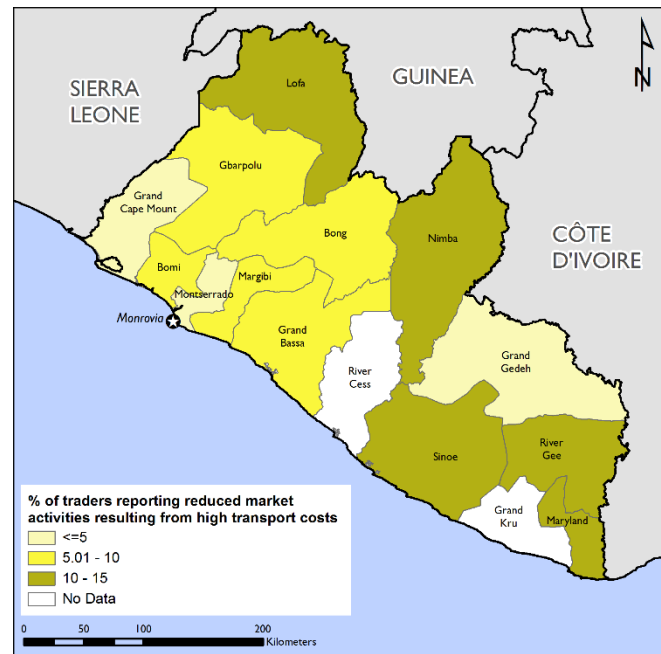 N
SIERRA
LEONE
GUINEA
Lofa
Gbarpolu
Grand
Cape Mount
Bong
Nimba
CÔTE
D'IVOIRE
Bomi
Margibi
Montserrado
Monrovia
Grand
Bassa
River
Cess
Grand
Gedeh
Sinoe
River
Gee
Grand
Kru
Maryland
% of traders reporting reduced market
activities resulting from high transport costs
<=5
5.01 - 10
10 - 15
No Data
0 50 100 200
Kilometers